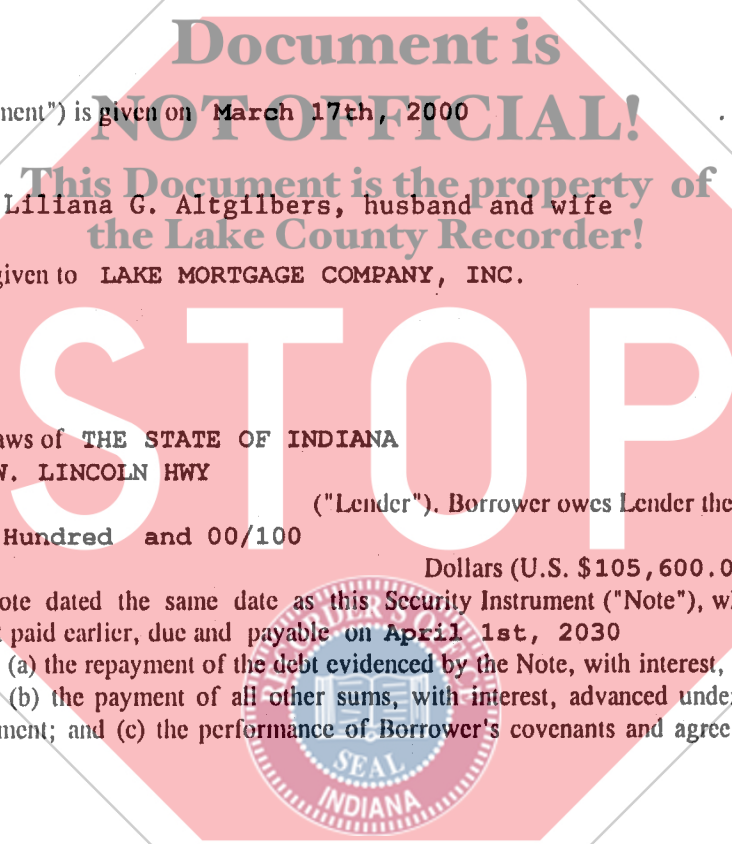 Document is
ment") is given on March 17th, 2000
NOT OFFICIAL!
This Document is the property of
Liliana G. Altgilbers, husband and wife
the Lake County Recorder!
given to LAKE MORTGAGE COMPANY, INC.
STOP
aws of THE STATE OF INDIANA
W. LINCOLN HWY
("Lender"). Borrower owes Lender the
Hundred and 00/100
Dollars (U.S. $105,600.0
ote dated the same date as this Security Instrument ("Note"), w
paid earlier, due and payable on April 1st, 2030
(a) the repayment of the debt evidenced by the Note, with interest,
(b) the payment of all other sums, with interest, advanced unde
ment; and (c) the performance of Borrower's covenants and agree
SEAL
INDIANA